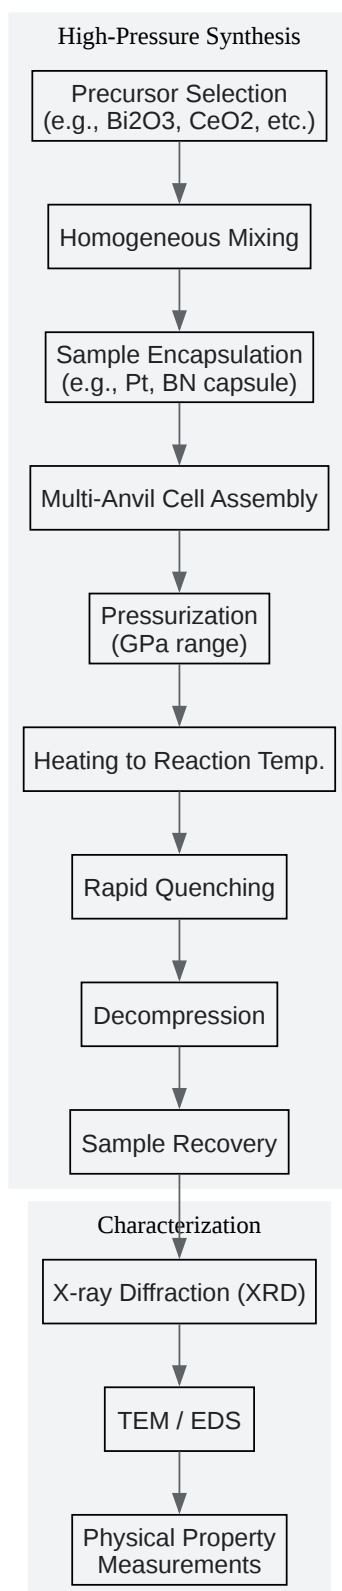 High-Pressure Synthesis
Precursor Selection
(e.g., Bi2O3, CeO2, etc.)
Homogeneous Mixing
Sample Encapsulation
(e.g., Pt, BN capsule)
Multi-Anvil Cell Assembly
Pressurization
(GPa range)
Heating to Reaction Temp.
Rapid Quenching
Decompression
Sample Recovery
Characterization
X-ray Diffraction (XRD)
TEM / EDS
Physical Property
Measurements